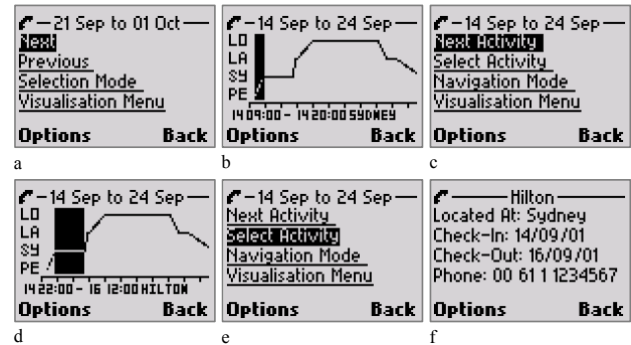 21 Sep to 01 Oct
Next
Previous
Selection Mode
Visualisation Menu
Options Back
a
14 Sep to 24 Sep
LO
LA
SY
PE
14 09:00 - 14 20:00 SYDNEY
Options Back
b
14 Sep to 24 Sep
Next Activity
Select Activity
Navigation Mode
Visualisation Menu
Options Back
c
14 Sep to 24 Sep
LO
LA
SY
PE
14 22:00 - 16 12:00 HILTON
Options Back
d
14 Sep to 24 Sep
Next Activity
Select Activity
Navigation Mode
Visualisation Menu
Options Back
e
Hilton
Located At: Sydney
Check-In: 14/09/01
Check-Out: 16/09/01
Phone: 00 61 1 1234567
Options Back
f